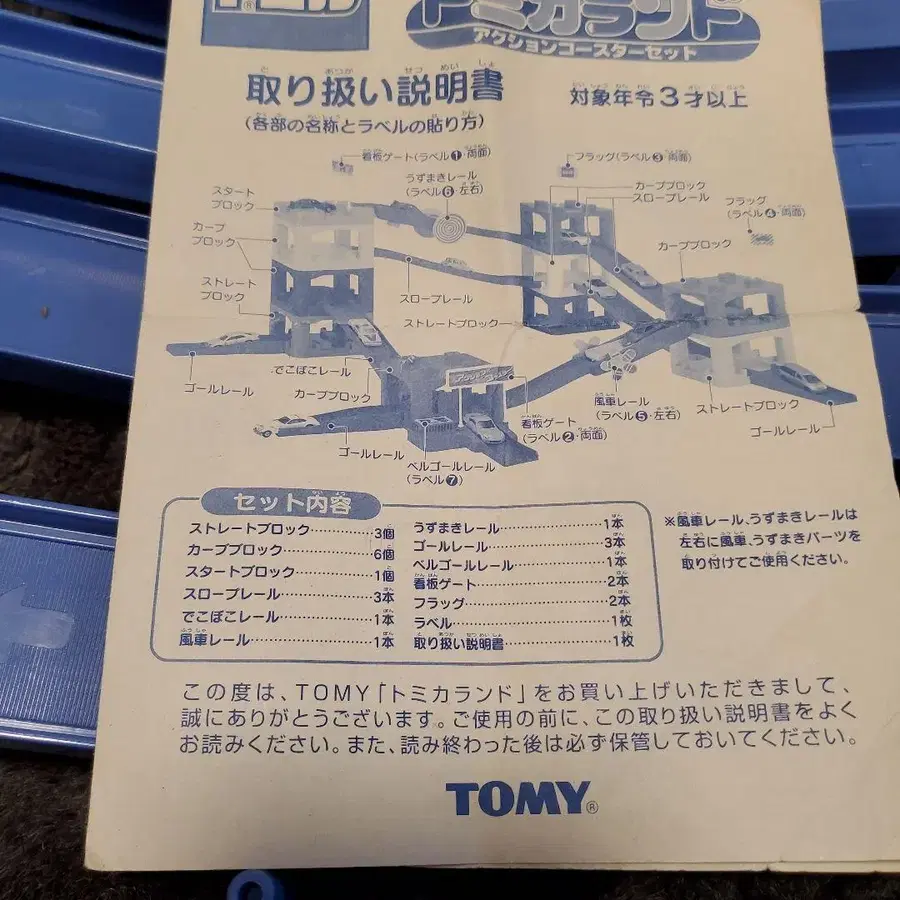 トミカ®
トミカランド
アクションコースターセット
取り扱い説明書
(各部の名称とラベルの貼り方)
対象年令3才以上
看板ゲート(ラベル❶・両面)
うずまきレール
(ラベル❻・左右)
スタート
ブロック
カーブ
ブロック
ストレート
ブロック
フラッグ(ラベル❸・両面)
カーブブロック
スロープレール
フラッグ
(ラベル❹・両面)
カーブブロック
スロープレール
ストレートブロック
でこぼこレール
カーブブロック
ゴールレール
ゴールレール
ベルゴールレール
(ラベル❼)
看板ゲート
(ラベル❷・両面)
風車レール
(ラベル❺・左右)
ストレートブロック
ゴールレール
セット内容
ストレートブロック…………3個
カーブブロック………………6個
スタートブロック……………1個
スロープレール………………3本
でこぼこレール………………1本
風車レール……………………1本
うずまきレール………………1本
ゴールレール…………………3本
ベルゴールレール……………1本
看板ゲート……………………2本
フラッグ………………………2本
ラベル…………………………1枚
取り扱い説明書………………1枚
※風車レール、うずまきレールは
左右に風車、うずまきパーツを
取り付けてご使用ください。
この度は、TOMY「トミカランド」をお買い上げいただきまして、
誠にありがとうございます。ご使用の前に、この取り扱い説明書をよく
お読みください。また、読み終わった後は必ず保管しておいてください。
TOMY®